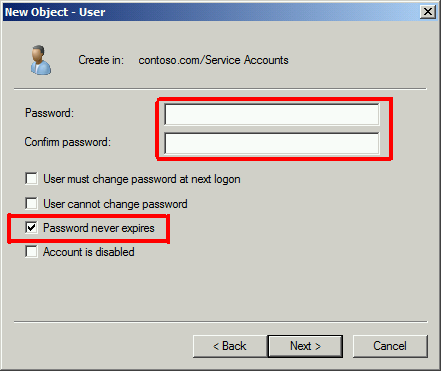 New Object - User
Create in: contoso.com/Service Accounts
Password:
Confirm password:
User must change password at next logon
User cannot change password
Password never expires
Account is disabled
< Back Next > Cancel